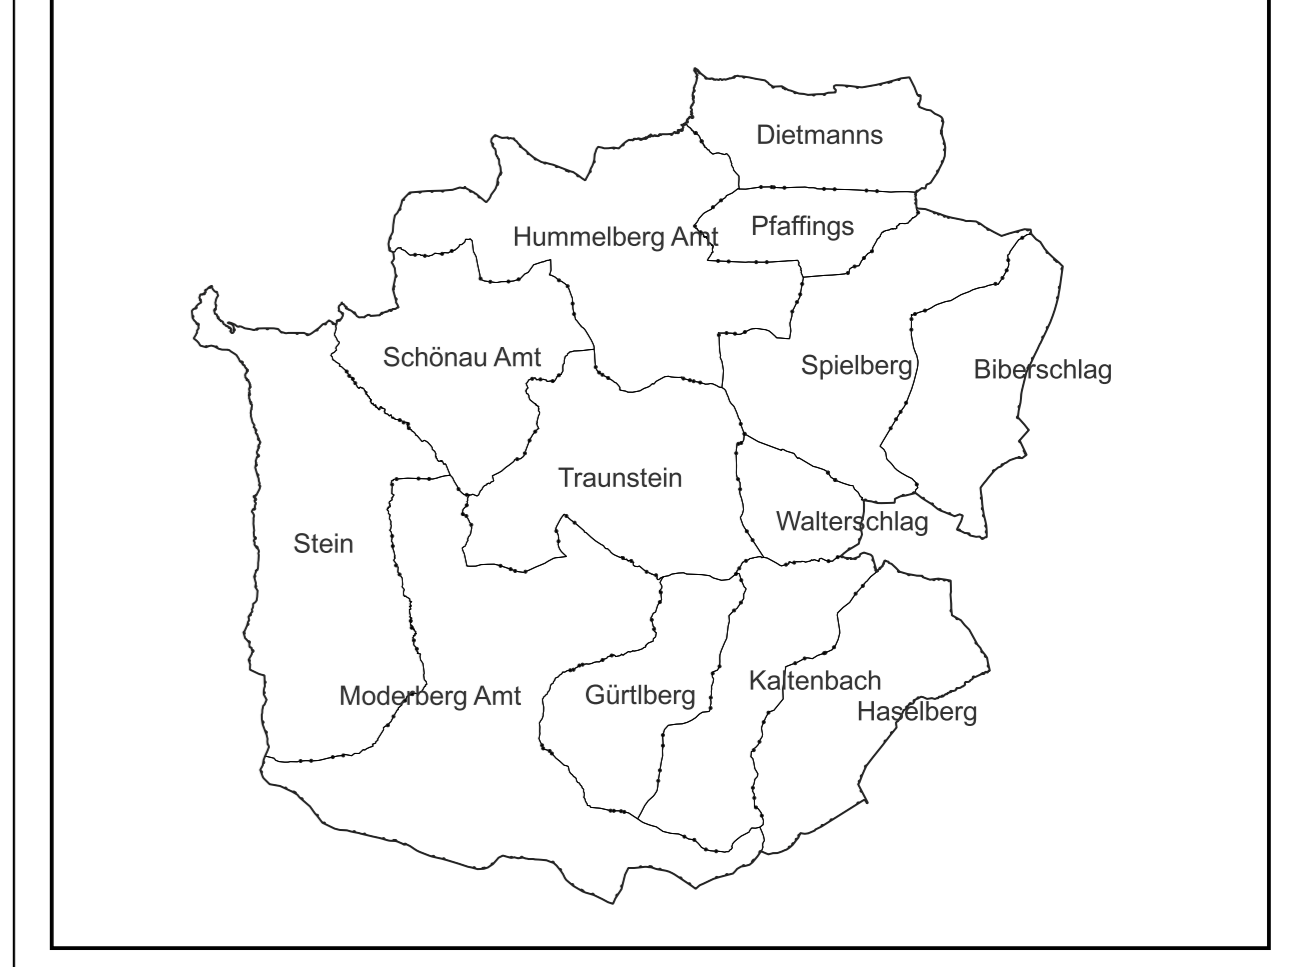 Dietmanns
Pfaffings
Hummelberg Amt
Schönau Amt
Spielberg
Biberschlag
Traunstein
Walterschlag
Stein
Kaltenbach
Moderberg Amt
Gürtlberg
Haselberg